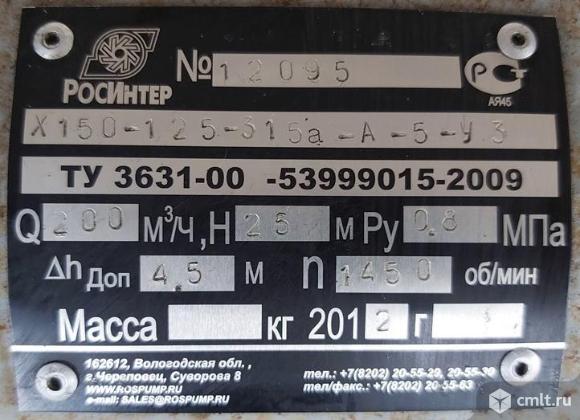 РосИнтер
№ 12095
РСТ
АЯ45
Х150-125-315а-А-5-У3
ТУ 3631-00 -53999015-2009
Q 200 м³/ч, Н 25 м Ру 0,8 МПа
Δh Доп 4,5 м n 1450 об/мин
Масса кг 2012 г
162612, Вологодская обл.,
г.Череповец, Суворова 8
WWW.ROSPUMP.RU
e-mail: SALES@ROSPUMP.RU
тел.: +7(8202) 20-55-29, 20-55-30
тел/факс.: +7(8202) 20-55-63
cmlt.ru